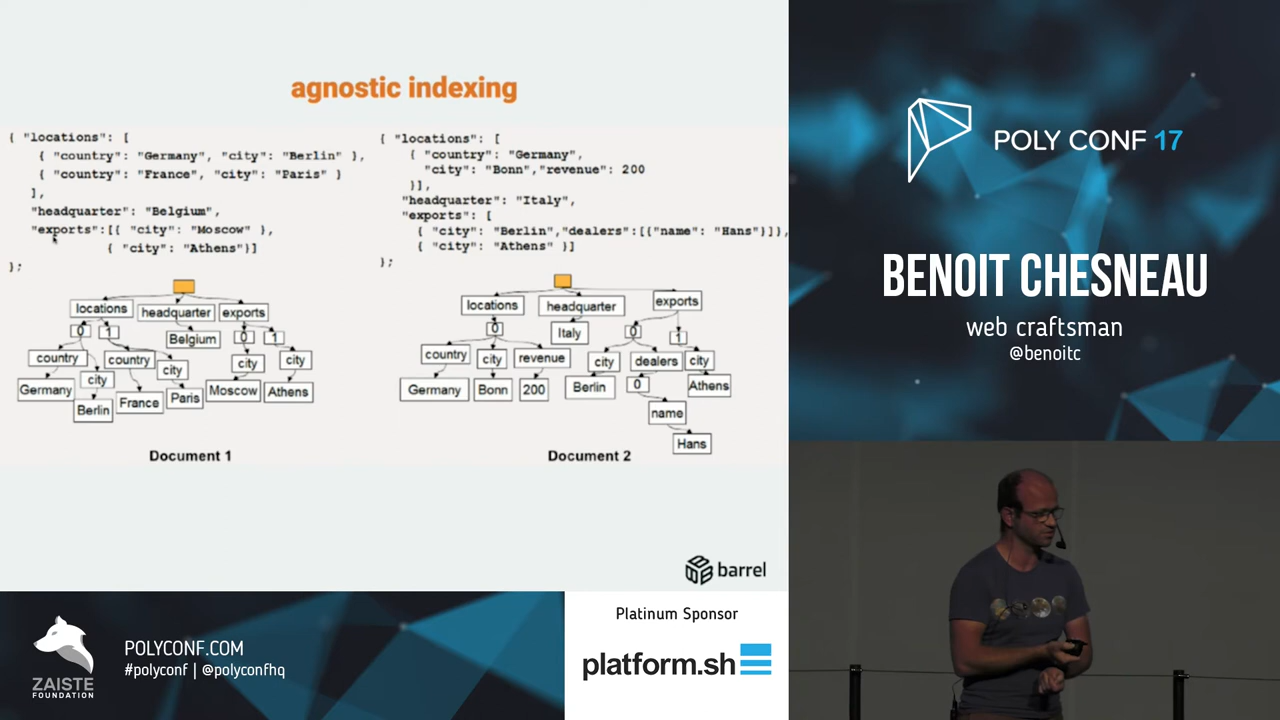 agnostic indexing
{ "locations": [
{ "country": "Germany", "city": "Berlin" },
{ "country": "France", "city": "Paris" }
],
"headquarter": "Belgium",
"exports":[{ "city": "Moscow" },
{ "city": "Athens"}]
};
{ "locations": [
{ "country": "Germany",
"city": "Bonn","revenue": 200
}],
"headquarter": "Italy",
"exports": [
{ "city": "Berlin","dealers":[{"name": "Hans"}]},
{ "city": "Athens" }]
};
locations headquarter exports
0 1 Belgium 0 1
country country city city
city city
Germany Berlin France Paris Moscow Athens
Document 1
locations headquarter exports
0 Italy 0 1
country city revenue city dealers city
Germany Bonn 200 Berlin 0 Athens
name
Hans
Document 2
barrel
POLY CONF 17
BENOIT CHESNEAU
web craftsman
@benoitc
ZAISTE
FOUNDATION
POLYCONF.COM
#polyconf | @polyconfhq
Platinum Sponsor
platform.sh